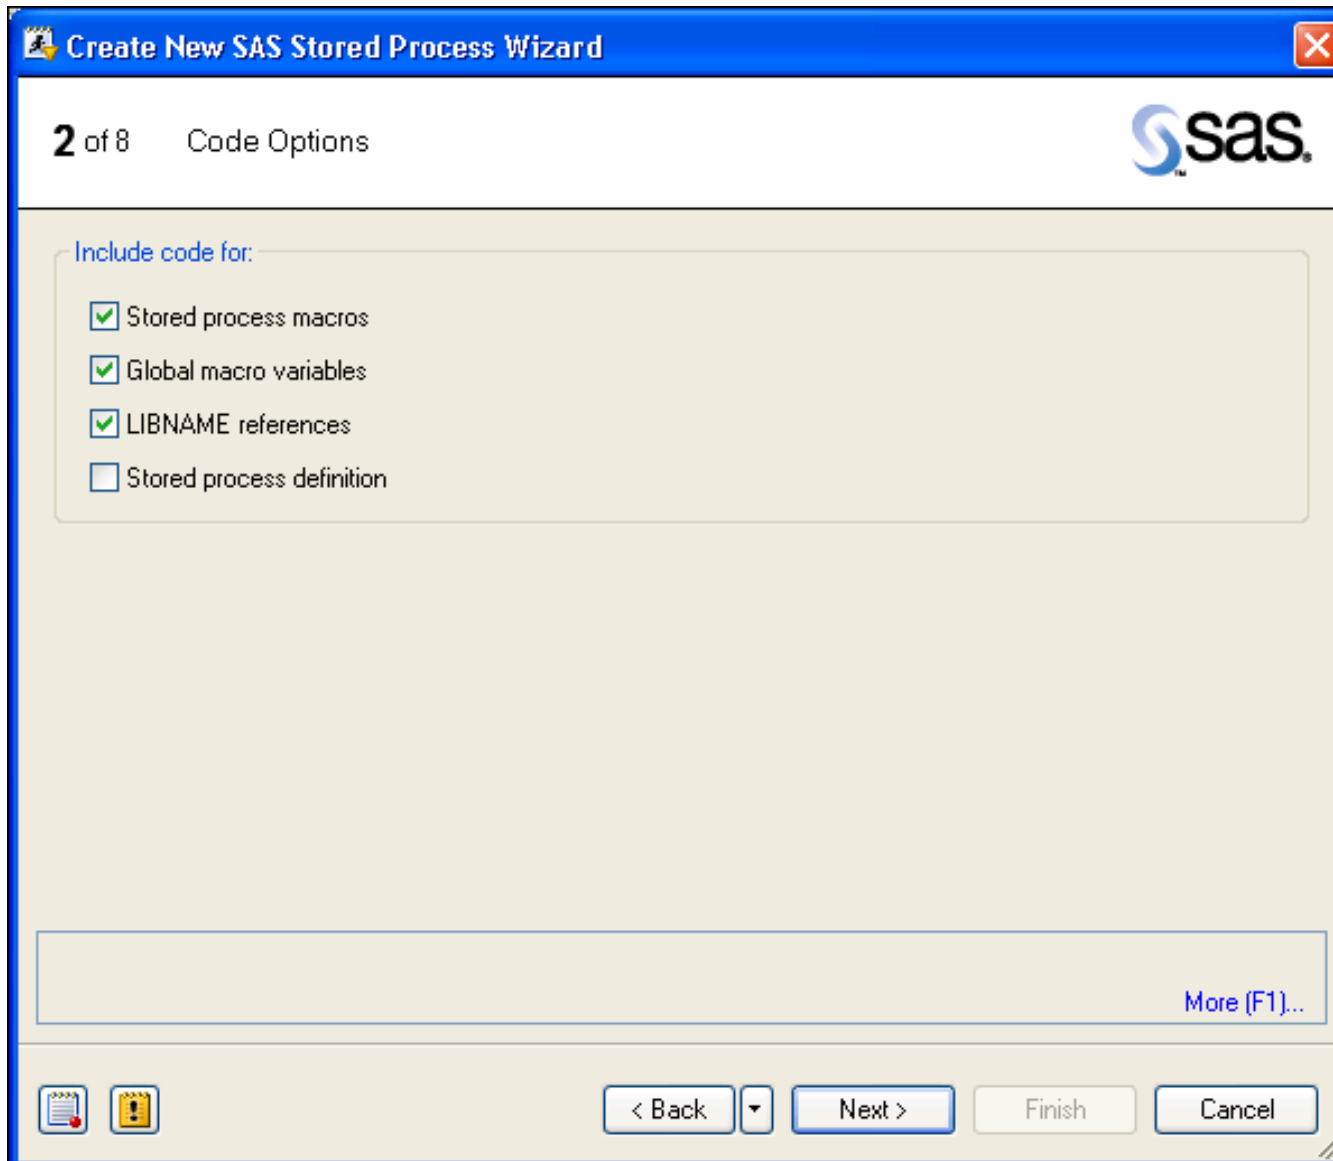 Create New SAS Stored Process Wizard
2 of 8 Code Options
sas®
™
Include code for:
Stored process macros
Global macro variables
LIBNAME references
Stored process definition
More (F1)...
< Back Next > Finish Cancel